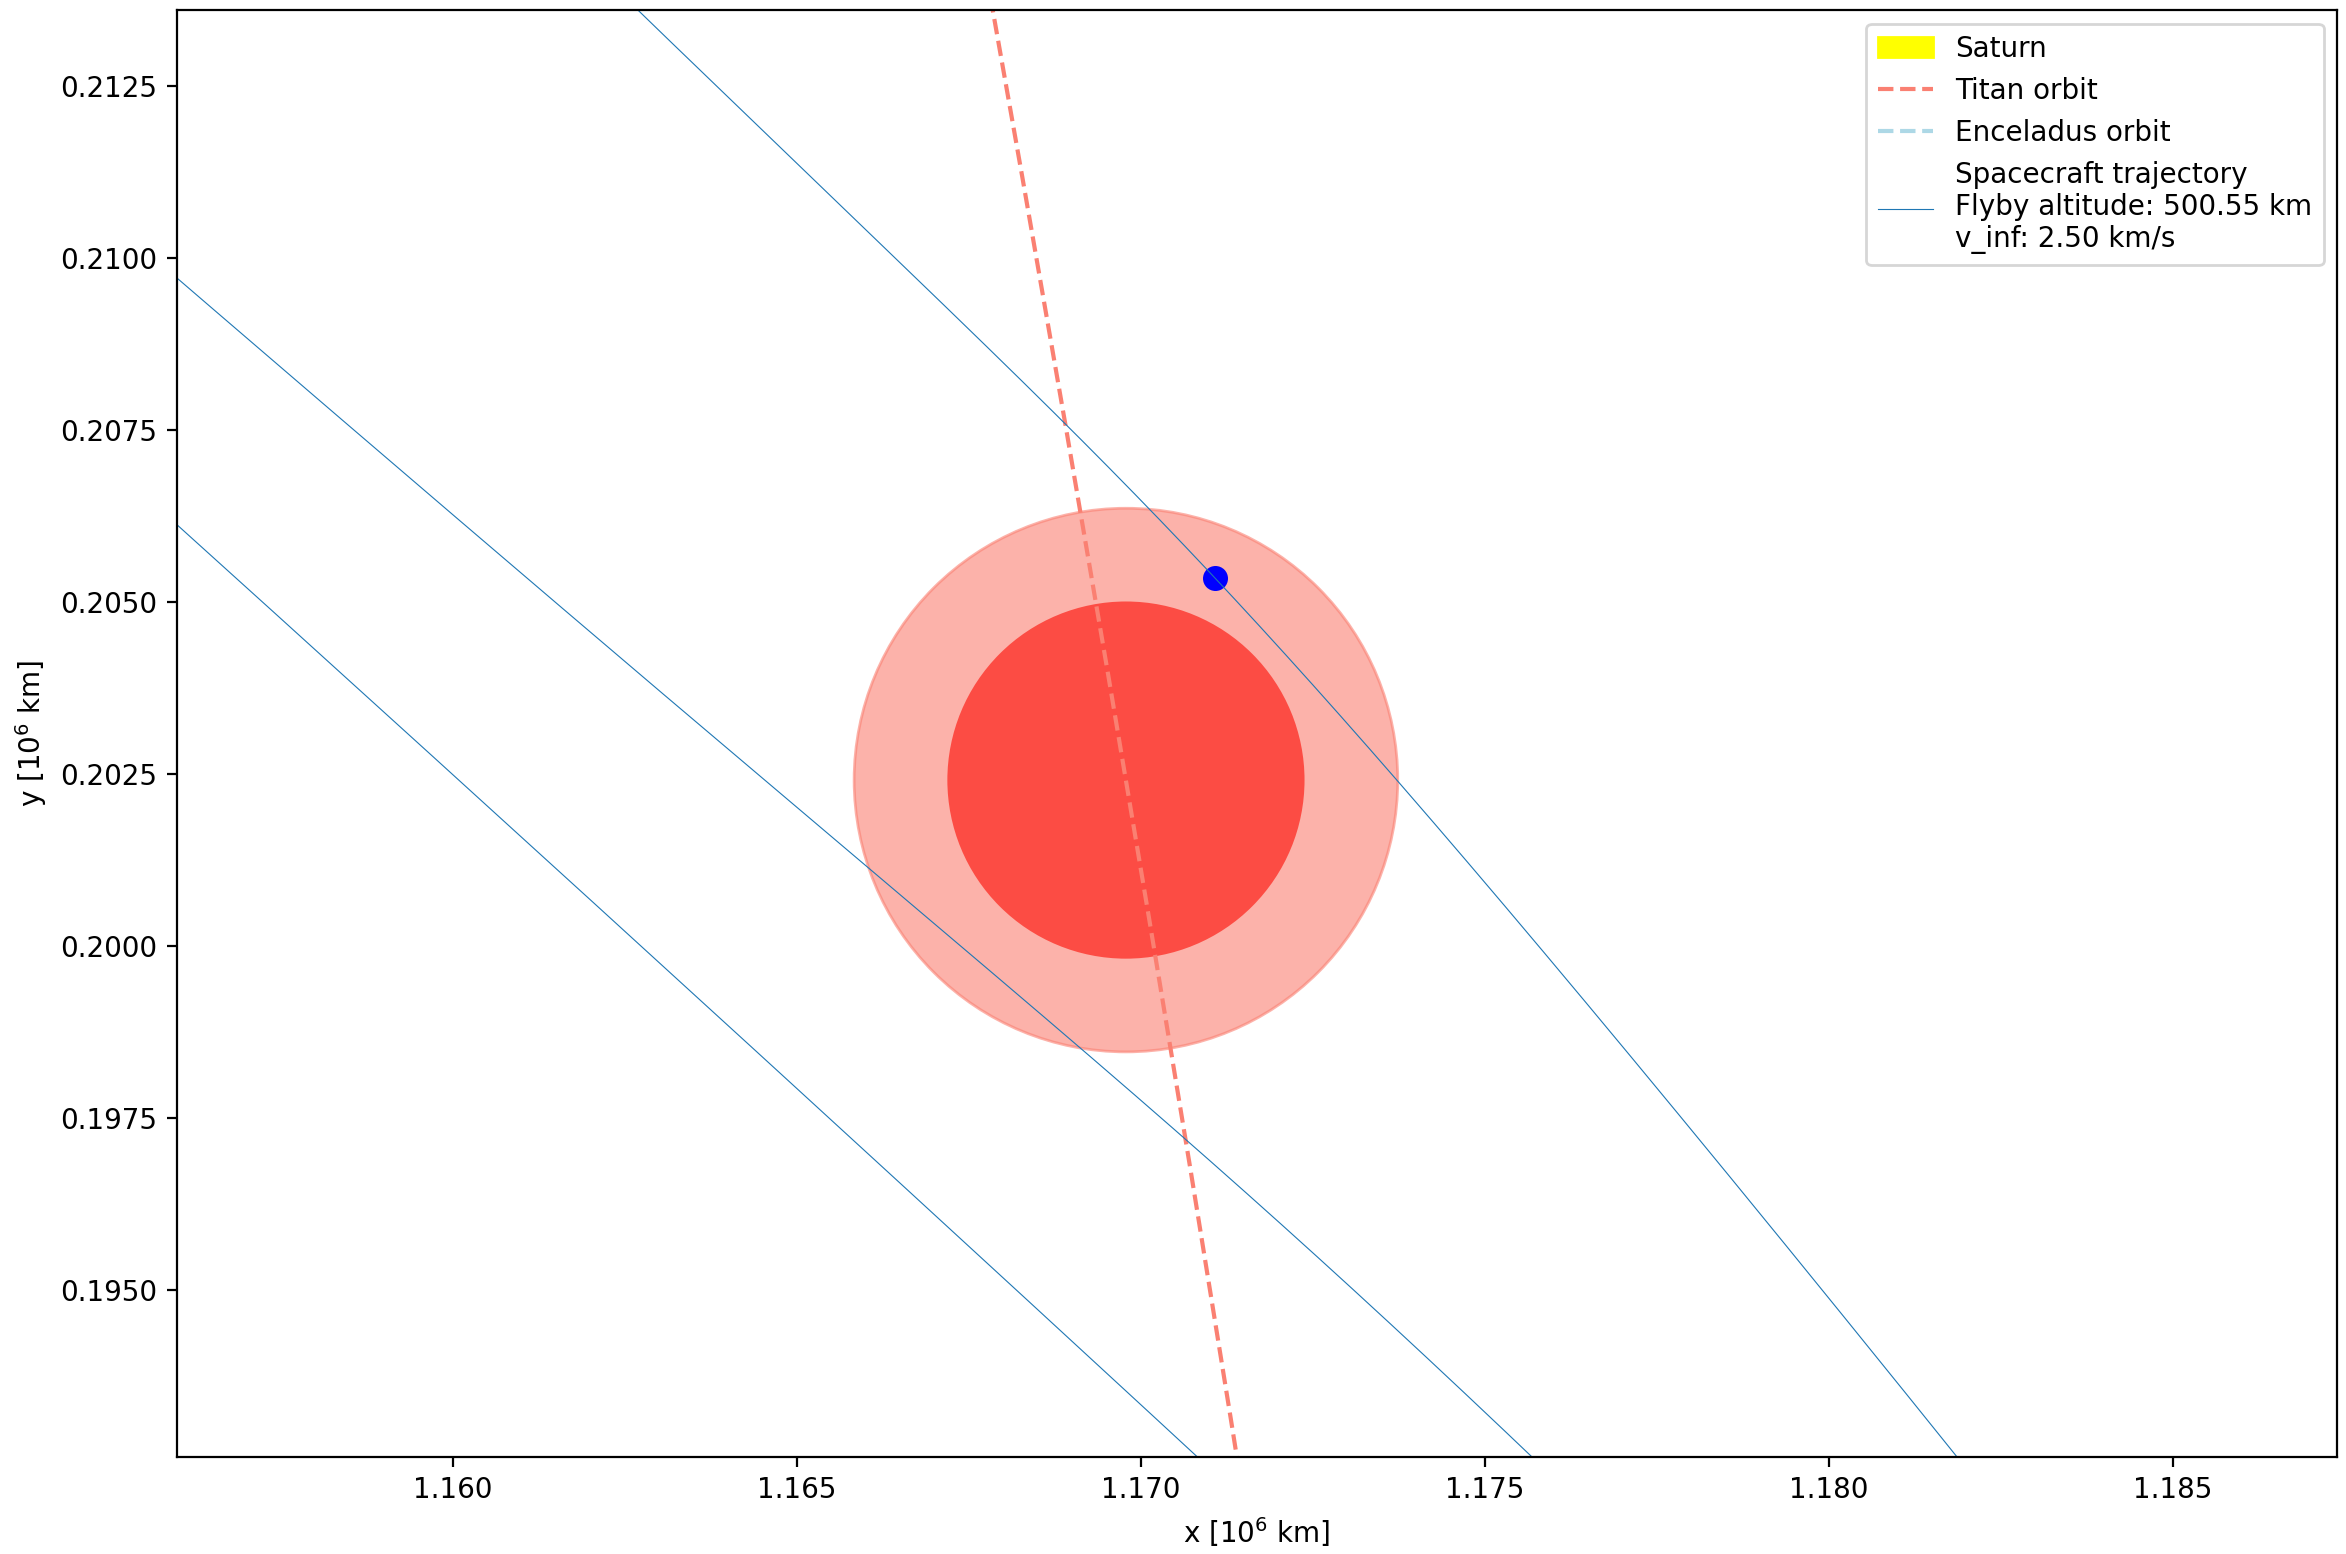 Saturn
Titan orbit
Enceladus orbit
Spacecraft trajectory
Flyby altitude: 500.55 km
v_inf: 2.50 km/s
0.2125
0.2100
0.2075
0.2050
0.2025
0.2000
0.1975
0.1950
y [10⁶ km]
1.160 1.165 1.170 1.175 1.180 1.185
x [10⁶ km]